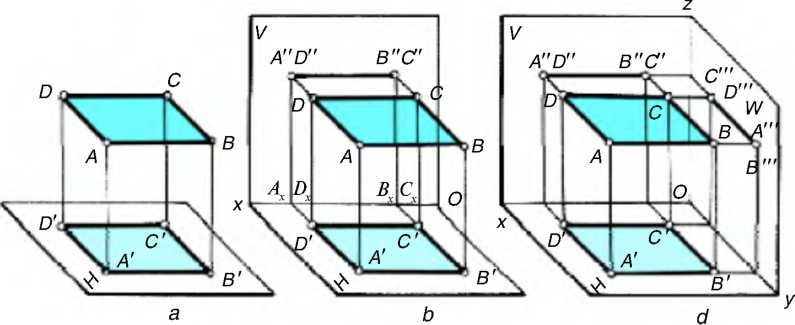 D
C
A
B
D′
C′
H
A′
B′
a
V
A″D″
B″C″
D
C
A
B
A_x
D_x
B_x
C_x
x
O
D′
C′
H
A′
B′
b
z
V
A″D″
B″C″
C‴
D‴
W
D
C
A
B
A‴
B‴
x
O
D′
C′
H
A′
B′
y
d